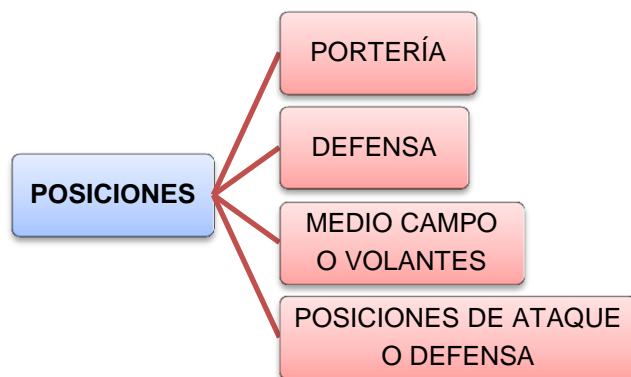 PORTERÍA
DEFENSA
POSICIONES
MEDIO CAMPO
O VOLANTES
POSICIONES DE ATAQUE
O DEFENSA